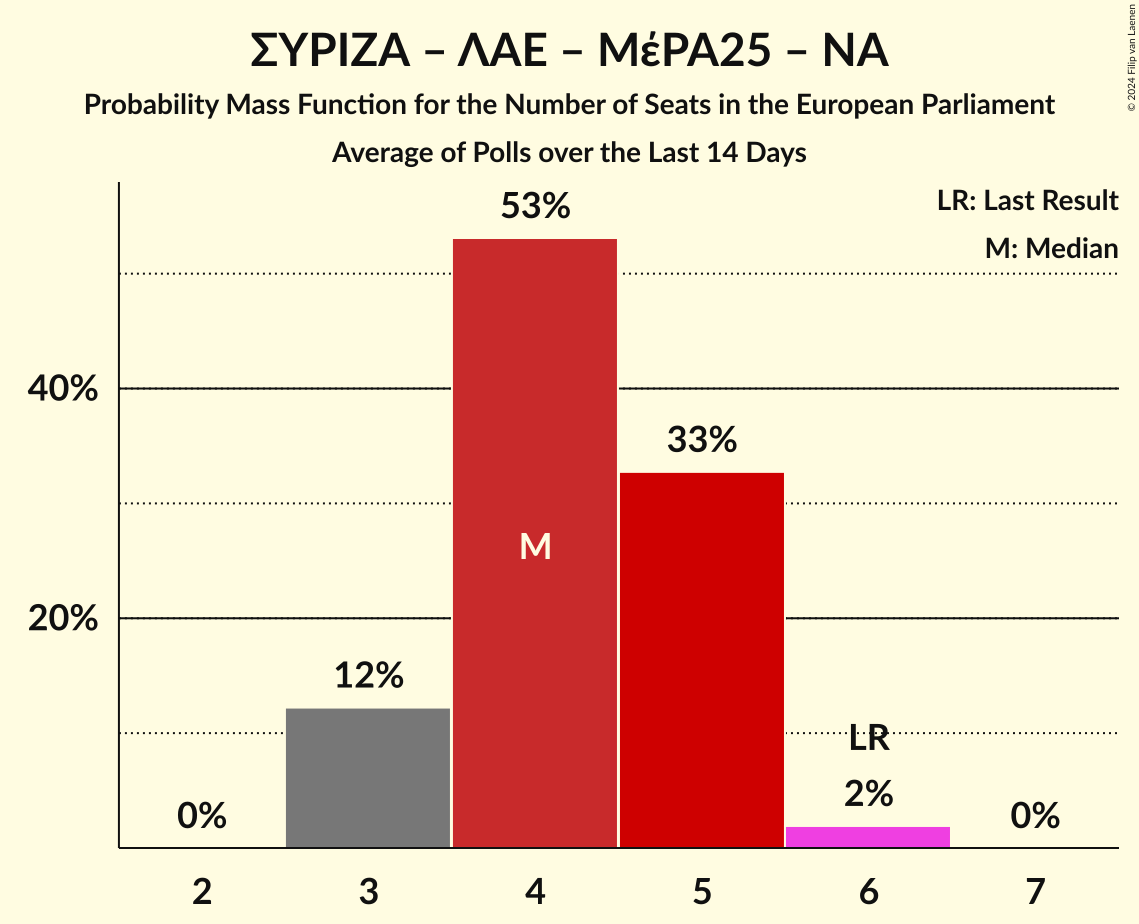 ΣΥΡΙΖΑ – ΛΑΕ – ΜέΡΑ25 – ΝΑ
Probability Mass Function for the Number of Seats in the European Parliament
Average of Polls over the Last 14 Days
© 2024 Filip van Laenen
LR: Last Result
M: Median
53%
40%
33%
M
20%
12%
LR
0%
2%
0%
2 3 4 5 6 7